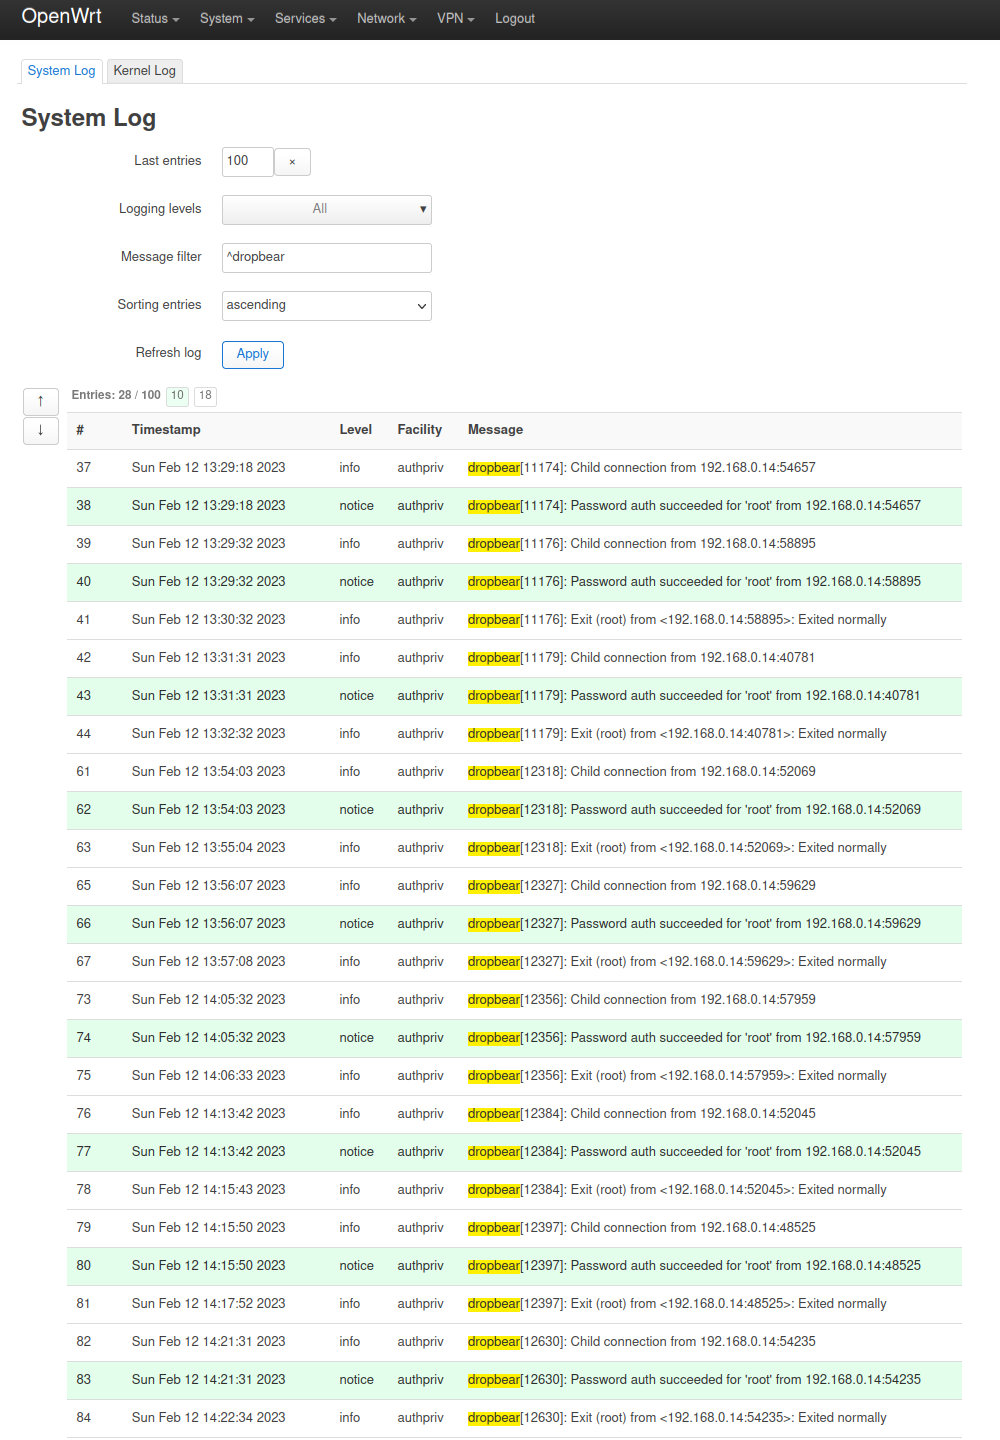 OpenWrt Status System Services Network VPN Logout
System Log Kernel Log
System Log
Last entries 100 ×
Logging levels All
Message filter ^dropbear
Sorting entries ascending
Refresh log Apply
↑ Entries: 28 / 100 10 18
↓ # Timestamp Level Facility Message
37 Sun Feb 12 13:29:18 2023 info authpriv dropbear[11174]: Child connection from 192.168.0.14:54657
38 Sun Feb 12 13:29:18 2023 notice authpriv dropbear[11174]: Password auth succeeded for 'root' from 192.168.0.14:54657
39 Sun Feb 12 13:29:32 2023 info authpriv dropbear[11176]: Child connection from 192.168.0.14:58895
40 Sun Feb 12 13:29:32 2023 notice authpriv dropbear[11176]: Password auth succeeded for 'root' from 192.168.0.14:58895
41 Sun Feb 12 13:30:32 2023 info authpriv dropbear[11176]: Exit (root) from <192.168.0.14:58895>: Exited normally
42 Sun Feb 12 13:31:31 2023 info authpriv dropbear[11179]: Child connection from 192.168.0.14:40781
43 Sun Feb 12 13:31:31 2023 notice authpriv dropbear[11179]: Password auth succeeded for 'root' from 192.168.0.14:40781
44 Sun Feb 12 13:32:32 2023 info authpriv dropbear[11179]: Exit (root) from <192.168.0.14:40781>: Exited normally
61 Sun Feb 12 13:54:03 2023 info authpriv dropbear[12318]: Child connection from 192.168.0.14:52069
62 Sun Feb 12 13:54:03 2023 notice authpriv dropbear[12318]: Password auth succeeded for 'root' from 192.168.0.14:52069
63 Sun Feb 12 13:55:04 2023 info authpriv dropbear[12318]: Exit (root) from <192.168.0.14:52069>: Exited normally
65 Sun Feb 12 13:56:07 2023 info authpriv dropbear[12327]: Child connection from 192.168.0.14:59629
66 Sun Feb 12 13:56:07 2023 notice authpriv dropbear[12327]: Password auth succeeded for 'root' from 192.168.0.14:59629
67 Sun Feb 12 13:57:08 2023 info authpriv dropbear[12327]: Exit (root) from <192.168.0.14:59629>: Exited normally
73 Sun Feb 12 14:05:32 2023 info authpriv dropbear[12356]: Child connection from 192.168.0.14:57959
74 Sun Feb 12 14:05:32 2023 notice authpriv dropbear[12356]: Password auth succeeded for 'root' from 192.168.0.14:57959
75 Sun Feb 12 14:06:33 2023 info authpriv dropbear[12356]: Exit (root) from <192.168.0.14:57959>: Exited normally
76 Sun Feb 12 14:13:42 2023 info authpriv dropbear[12384]: Child connection from 192.168.0.14:52045
77 Sun Feb 12 14:13:42 2023 notice authpriv dropbear[12384]: Password auth succeeded for 'root' from 192.168.0.14:52045
78 Sun Feb 12 14:15:43 2023 info authpriv dropbear[12384]: Exit (root) from <192.168.0.14:52045>: Exited normally
79 Sun Feb 12 14:15:50 2023 info authpriv dropbear[12397]: Child connection from 192.168.0.14:48525
80 Sun Feb 12 14:15:50 2023 notice authpriv dropbear[12397]: Password auth succeeded for 'root' from 192.168.0.14:48525
81 Sun Feb 12 14:17:52 2023 info authpriv dropbear[12397]: Exit (root) from <192.168.0.14:48525>: Exited normally
82 Sun Feb 12 14:21:31 2023 info authpriv dropbear[12630]: Child connection from 192.168.0.14:54235
83 Sun Feb 12 14:21:31 2023 notice authpriv dropbear[12630]: Password auth succeeded for 'root' from 192.168.0.14:54235
84 Sun Feb 12 14:22:34 2023 info authpriv dropbear[12630]: Exit (root) from <192.168.0.14:54235>: Exited normally